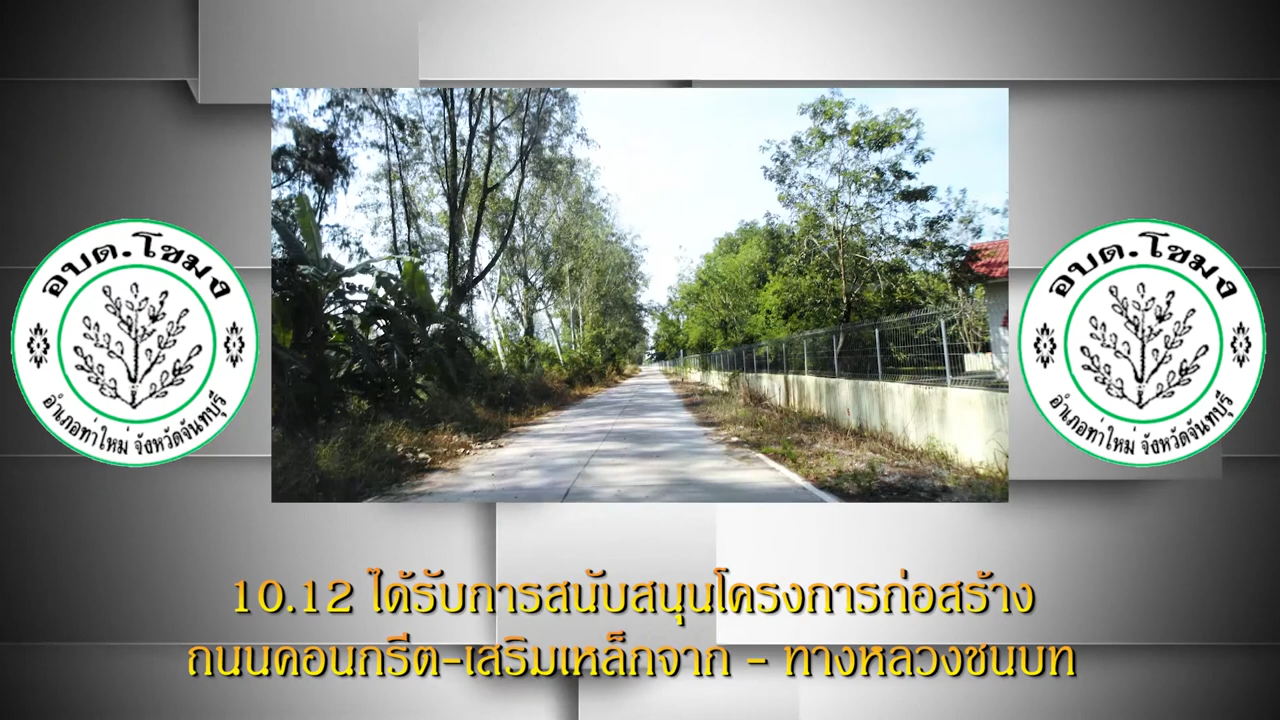 อบต.โขมง
อำเภอท่าใหม่ จังหวัดจันทบุรี
อบต.โขมง
อำเภอท่าใหม่ จังหวัดจันทบุรี
10.12 ได้รับการสนับสนุนโครงการก่อสร้าง
ถนนคอนกรีต-เสริมเหล็กจาก - ทางหลวงชนบท